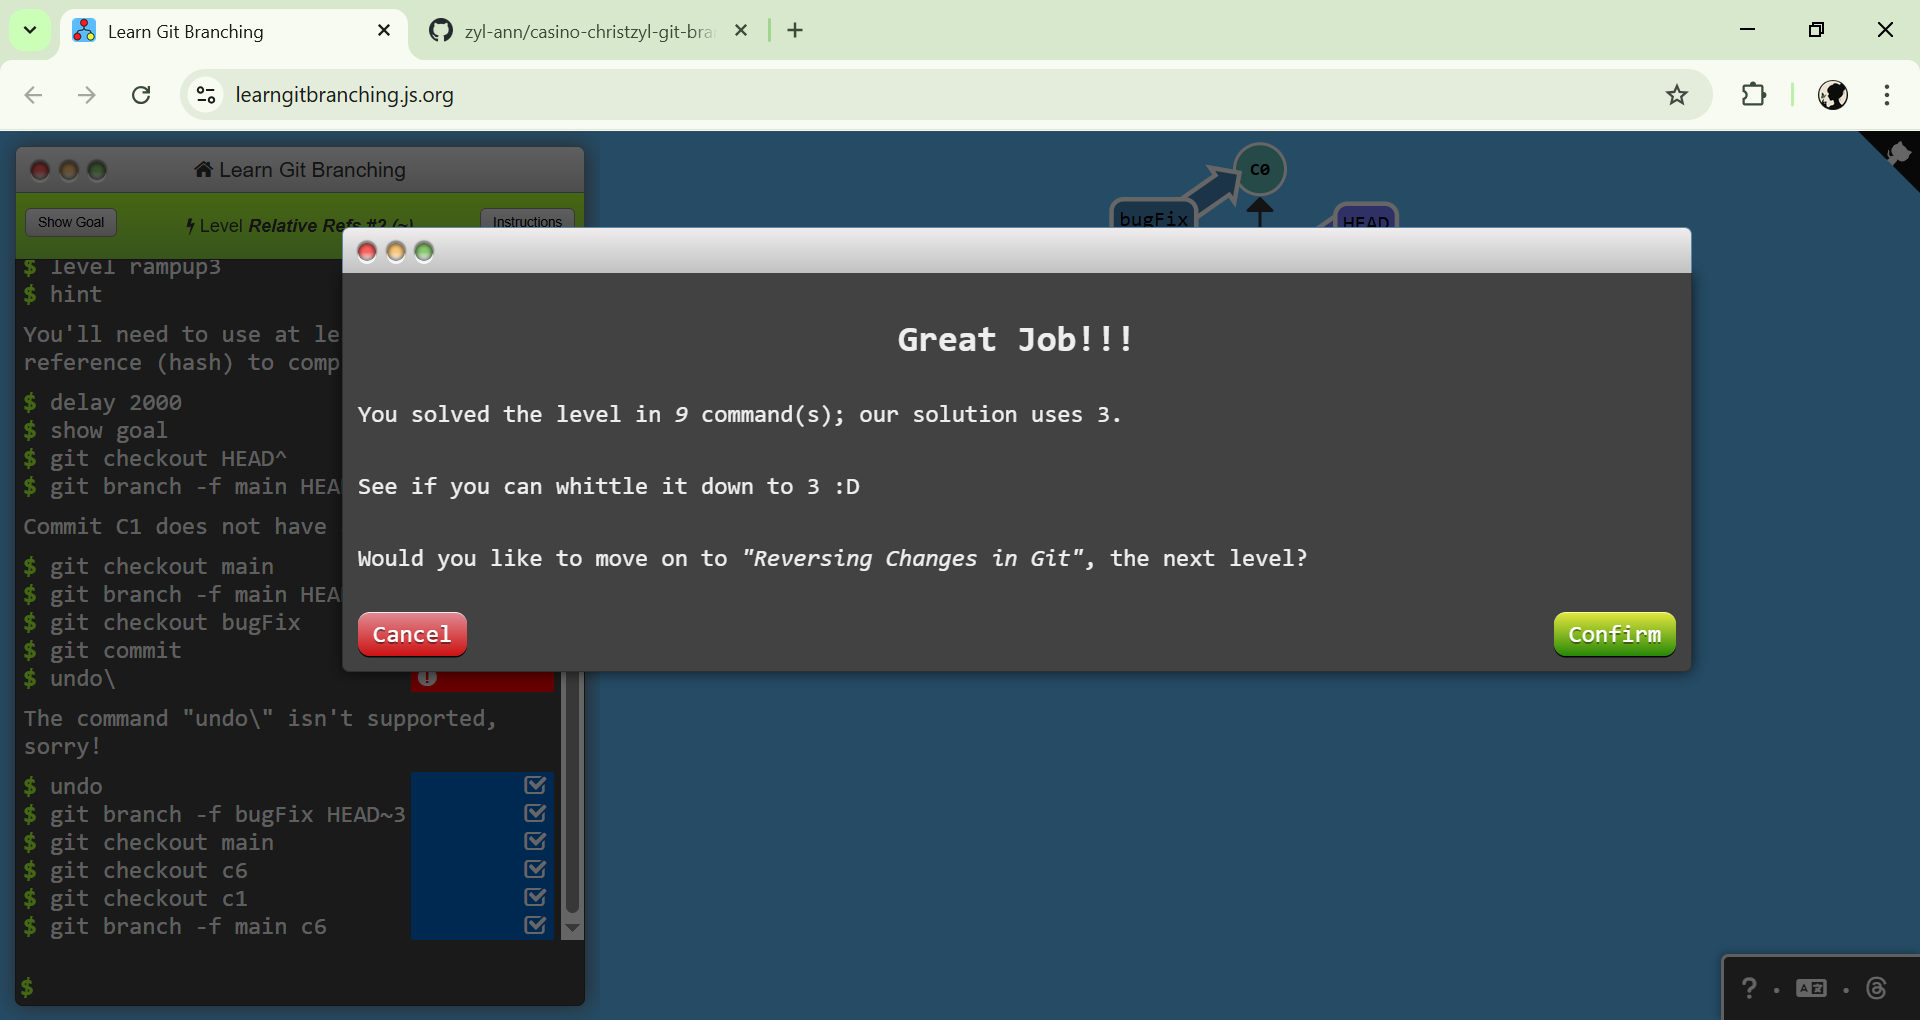 Learn Git Branching
zyl-ann/casino-christzyl-git-bra
learngitbranching.js.org
Learn Git Branching
Show Goal
Level Relative Refs #2 (~)
Instructions
$ level rampup3
$ hint
You'll need to use at le
reference (hash) to comp
$ delay 2000
$ show goal
$ git checkout HEAD^
$ git branch -f main HEA
Commit C1 does not have
$ git checkout main
$ git branch -f main HEA
$ git checkout bugFix
$ git commit
$ undo\
The command "undo\" isn't supported,
sorry!
$ undo
$ git branch -f bugFix HEAD~3
$ git checkout main
$ git checkout c6
$ git checkout c1
$ git branch -f main c6
$
C0
bugFix
HEAD
Great Job!!!
You solved the level in 9 command(s); our solution uses 3.
See if you can whittle it down to 3 :D
Would you like to move on to "Reversing Changes in Git", the next level?
Cancel
Confirm
?